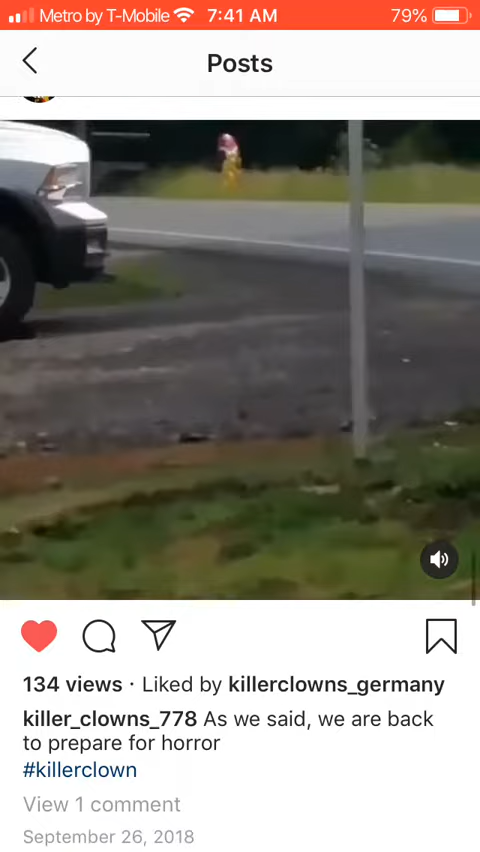 Metro by T-Mobile 7:41 AM 79%
Posts
134 views · Liked by killerclowns_germany
killer_clowns_778 As we said, we are back
to prepare for horror
#killerclown
View 1 comment
September 26, 2018